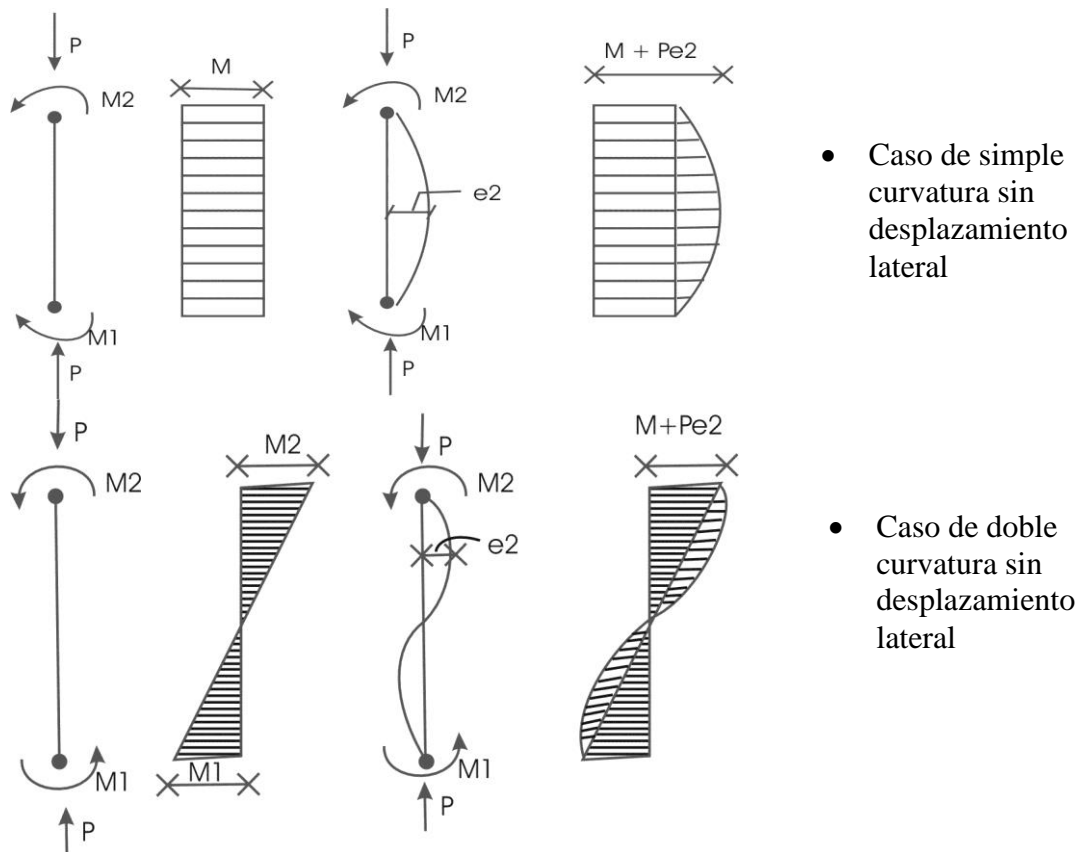 P
M2
M
P
M2
e2
M + Pe2
M1
P
M1
P
• Caso de simple
curvatura sin
desplazamiento
lateral
P
M2
M2
P
M2
e2
M+Pe2
M1
M1
P
M1
P
• Caso de doble
curvatura sin
desplazamiento
lateral